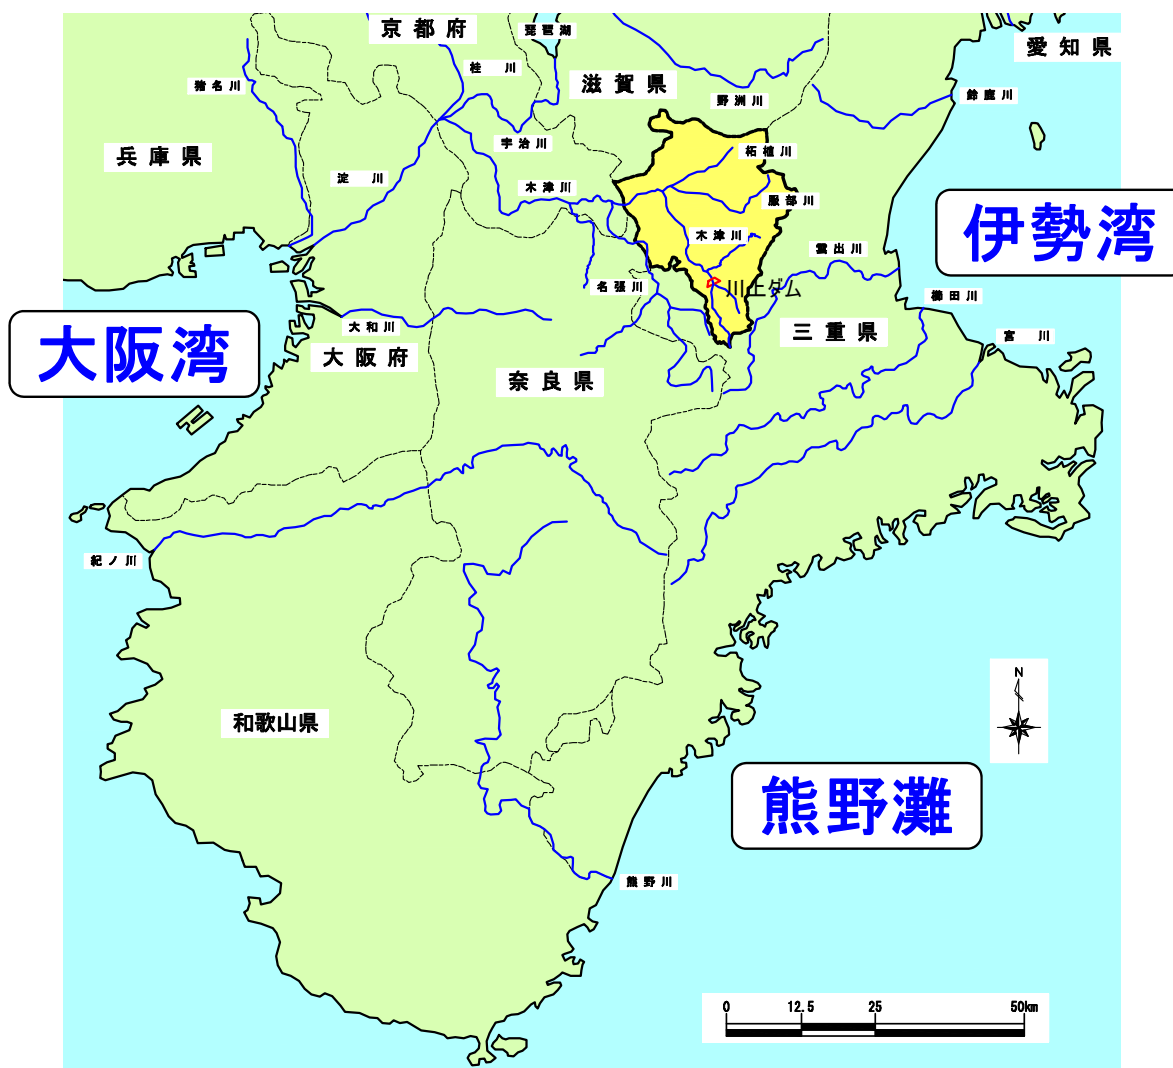 京都府
琵琶湖
愛知県
桂川
滋賀県
猪名川
野洲川
鈴鹿川
宇治川
兵庫県
柘植川
淀川
木津川
服部川
伊勢湾
木津川
雲出川
名張川
川上ダム
櫛田川
大阪湾
大和川
三重県
宮川
大阪府
奈良県
紀ノ川
N
和歌山県
熊野灘
熊野川
0 12.5 25 50km